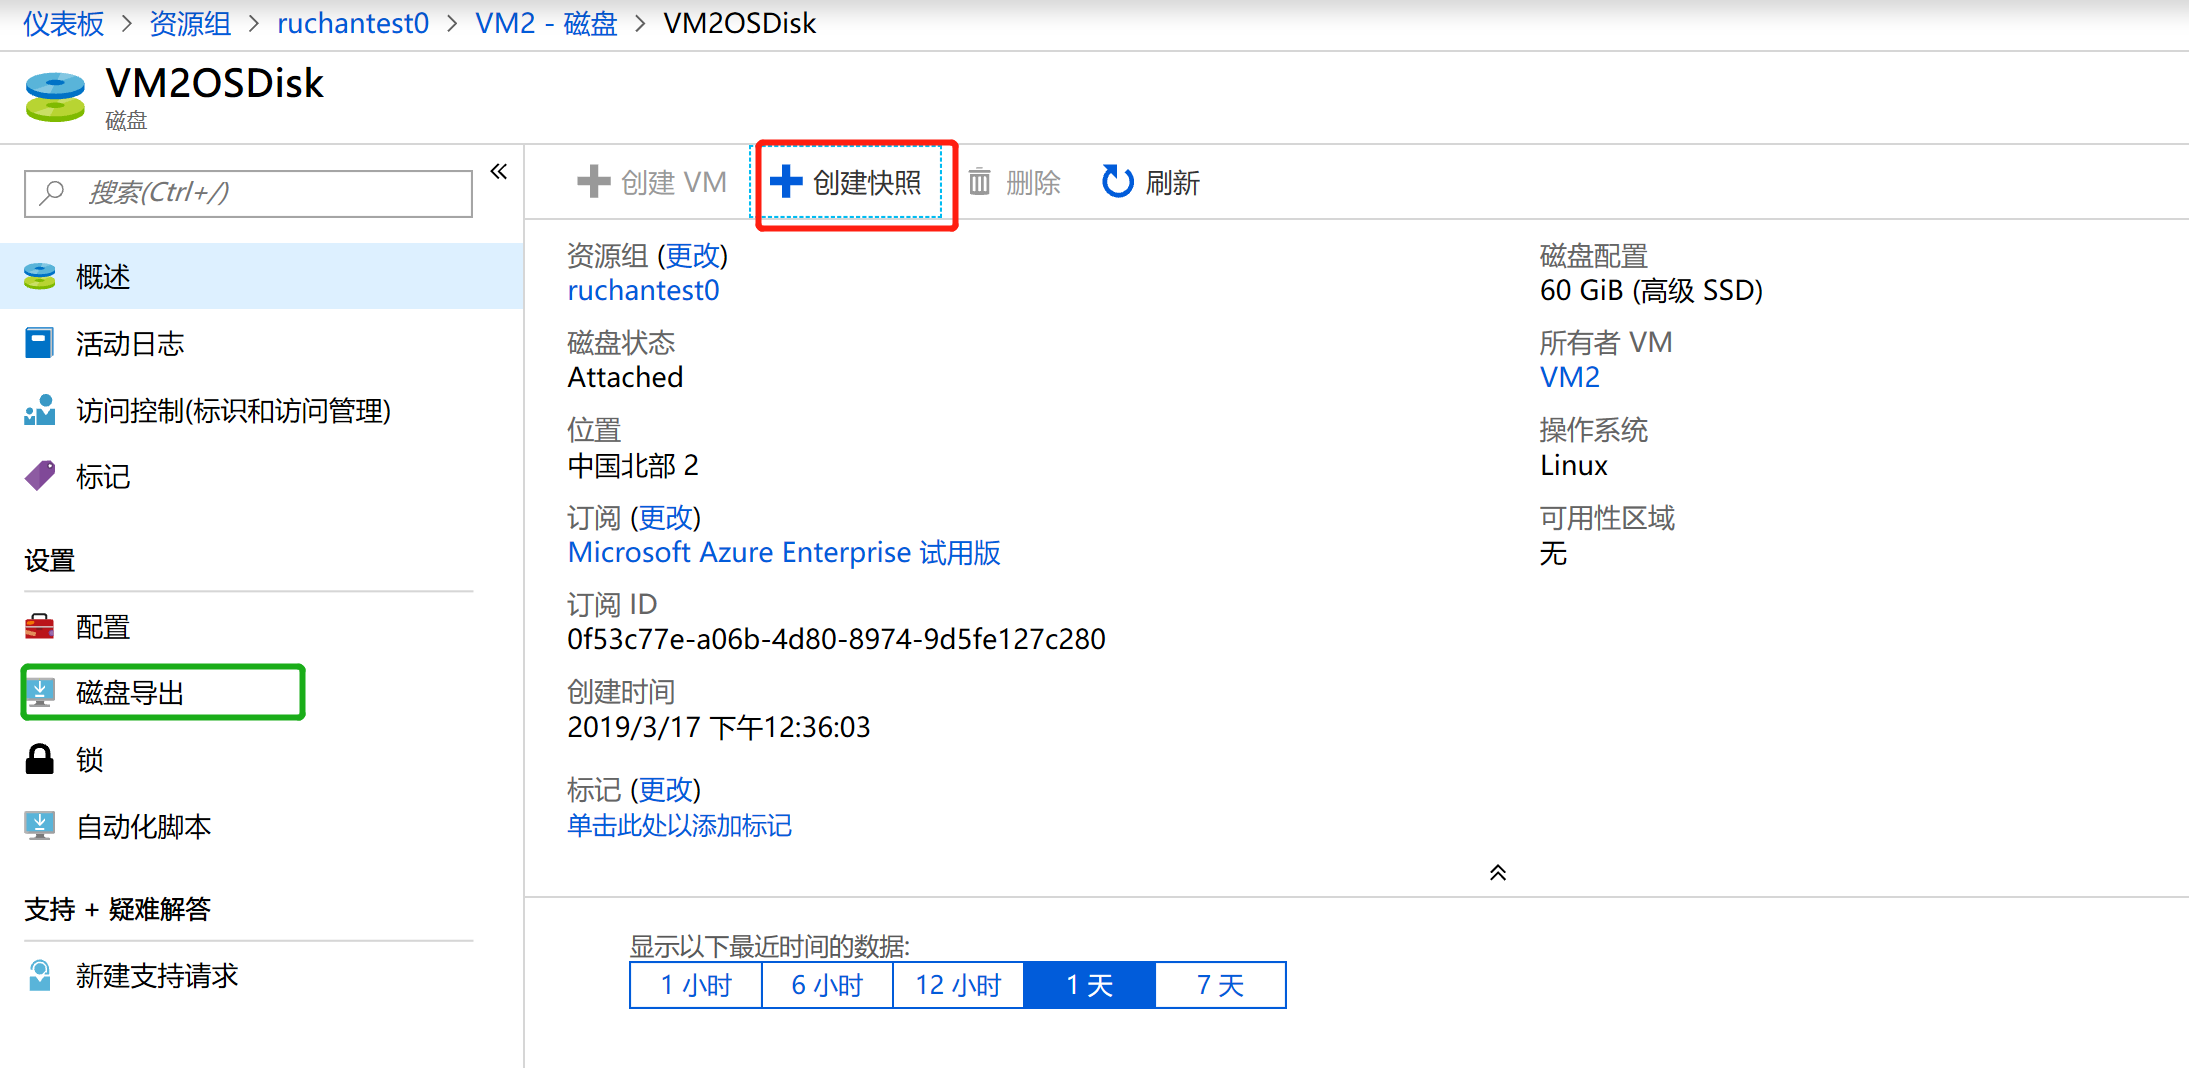 仪表板 > 资源组 > ruchantest0 > VM2 - 磁盘 > VM2OSDisk
VM2OSDisk
磁盘
搜索(Ctrl+/)
«
概述
活动日志
访问控制(标识和访问管理)
标记
设置
配置
磁盘导出
锁
自动化脚本
支持 + 疑难解答
新建支持请求
创建 VM
创建快照
删除
刷新
资源组 (更改)
ruchantest0
磁盘状态
Attached
位置
中国北部 2
订阅 (更改)
Microsoft Azure Enterprise 试用版
订阅 ID
0f53c77e-a06b-4d80-8974-9d5fe127c280
创建时间
2019/3/17 下午12:36:03
标记 (更改)
单击此处以添加标记
磁盘配置
60 GiB (高级 SSD)
所有者 VM
VM2
操作系统
Linux
可用性区域
无
显示以下最近时间的数据:
1 小时
6 小时
12 小时
1 天
7 天